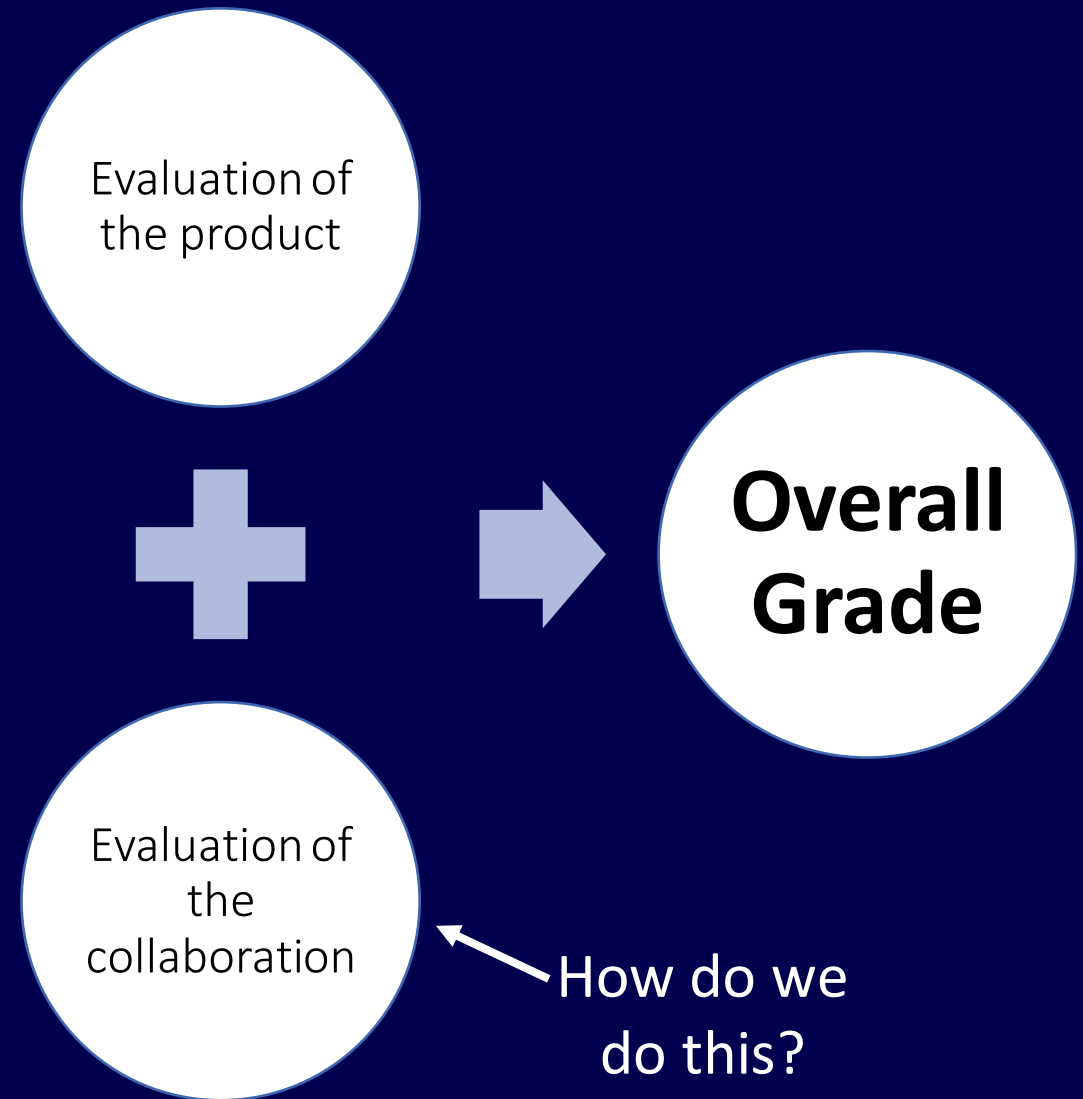 Evaluation of
the product
Overall
Grade
Evaluation of
the
collaboration
How do we
do this?